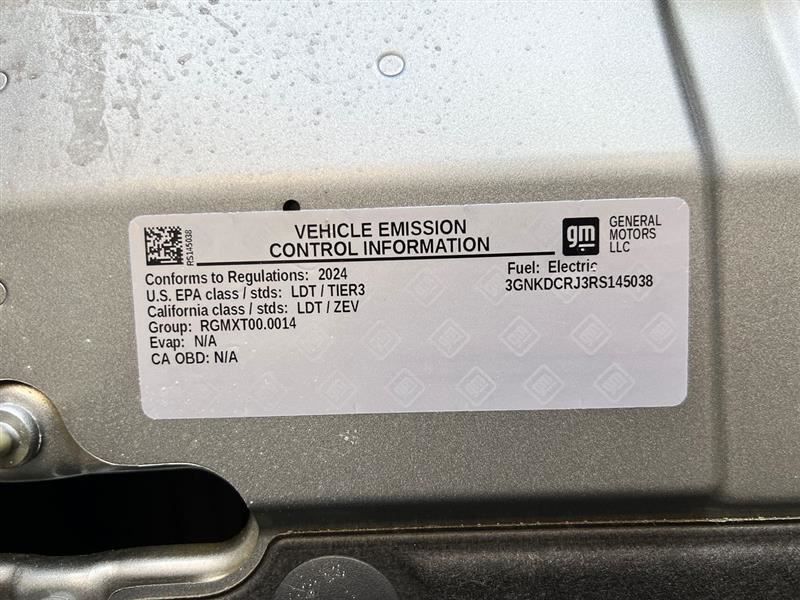 VEHICLE EMISSION
CONTROL INFORMATION
gm
GENERAL
MOTORS
LLC
RS145038
Conforms to Regulations: 2024
U.S. EPA class / stds: LDT / TIER3
California class / stds: LDT / ZEV
Group: RGMXT00.0014
Evap: N/A
CA OBD: N/A
Fuel: Electric
3GNKDCRJ3RS145038